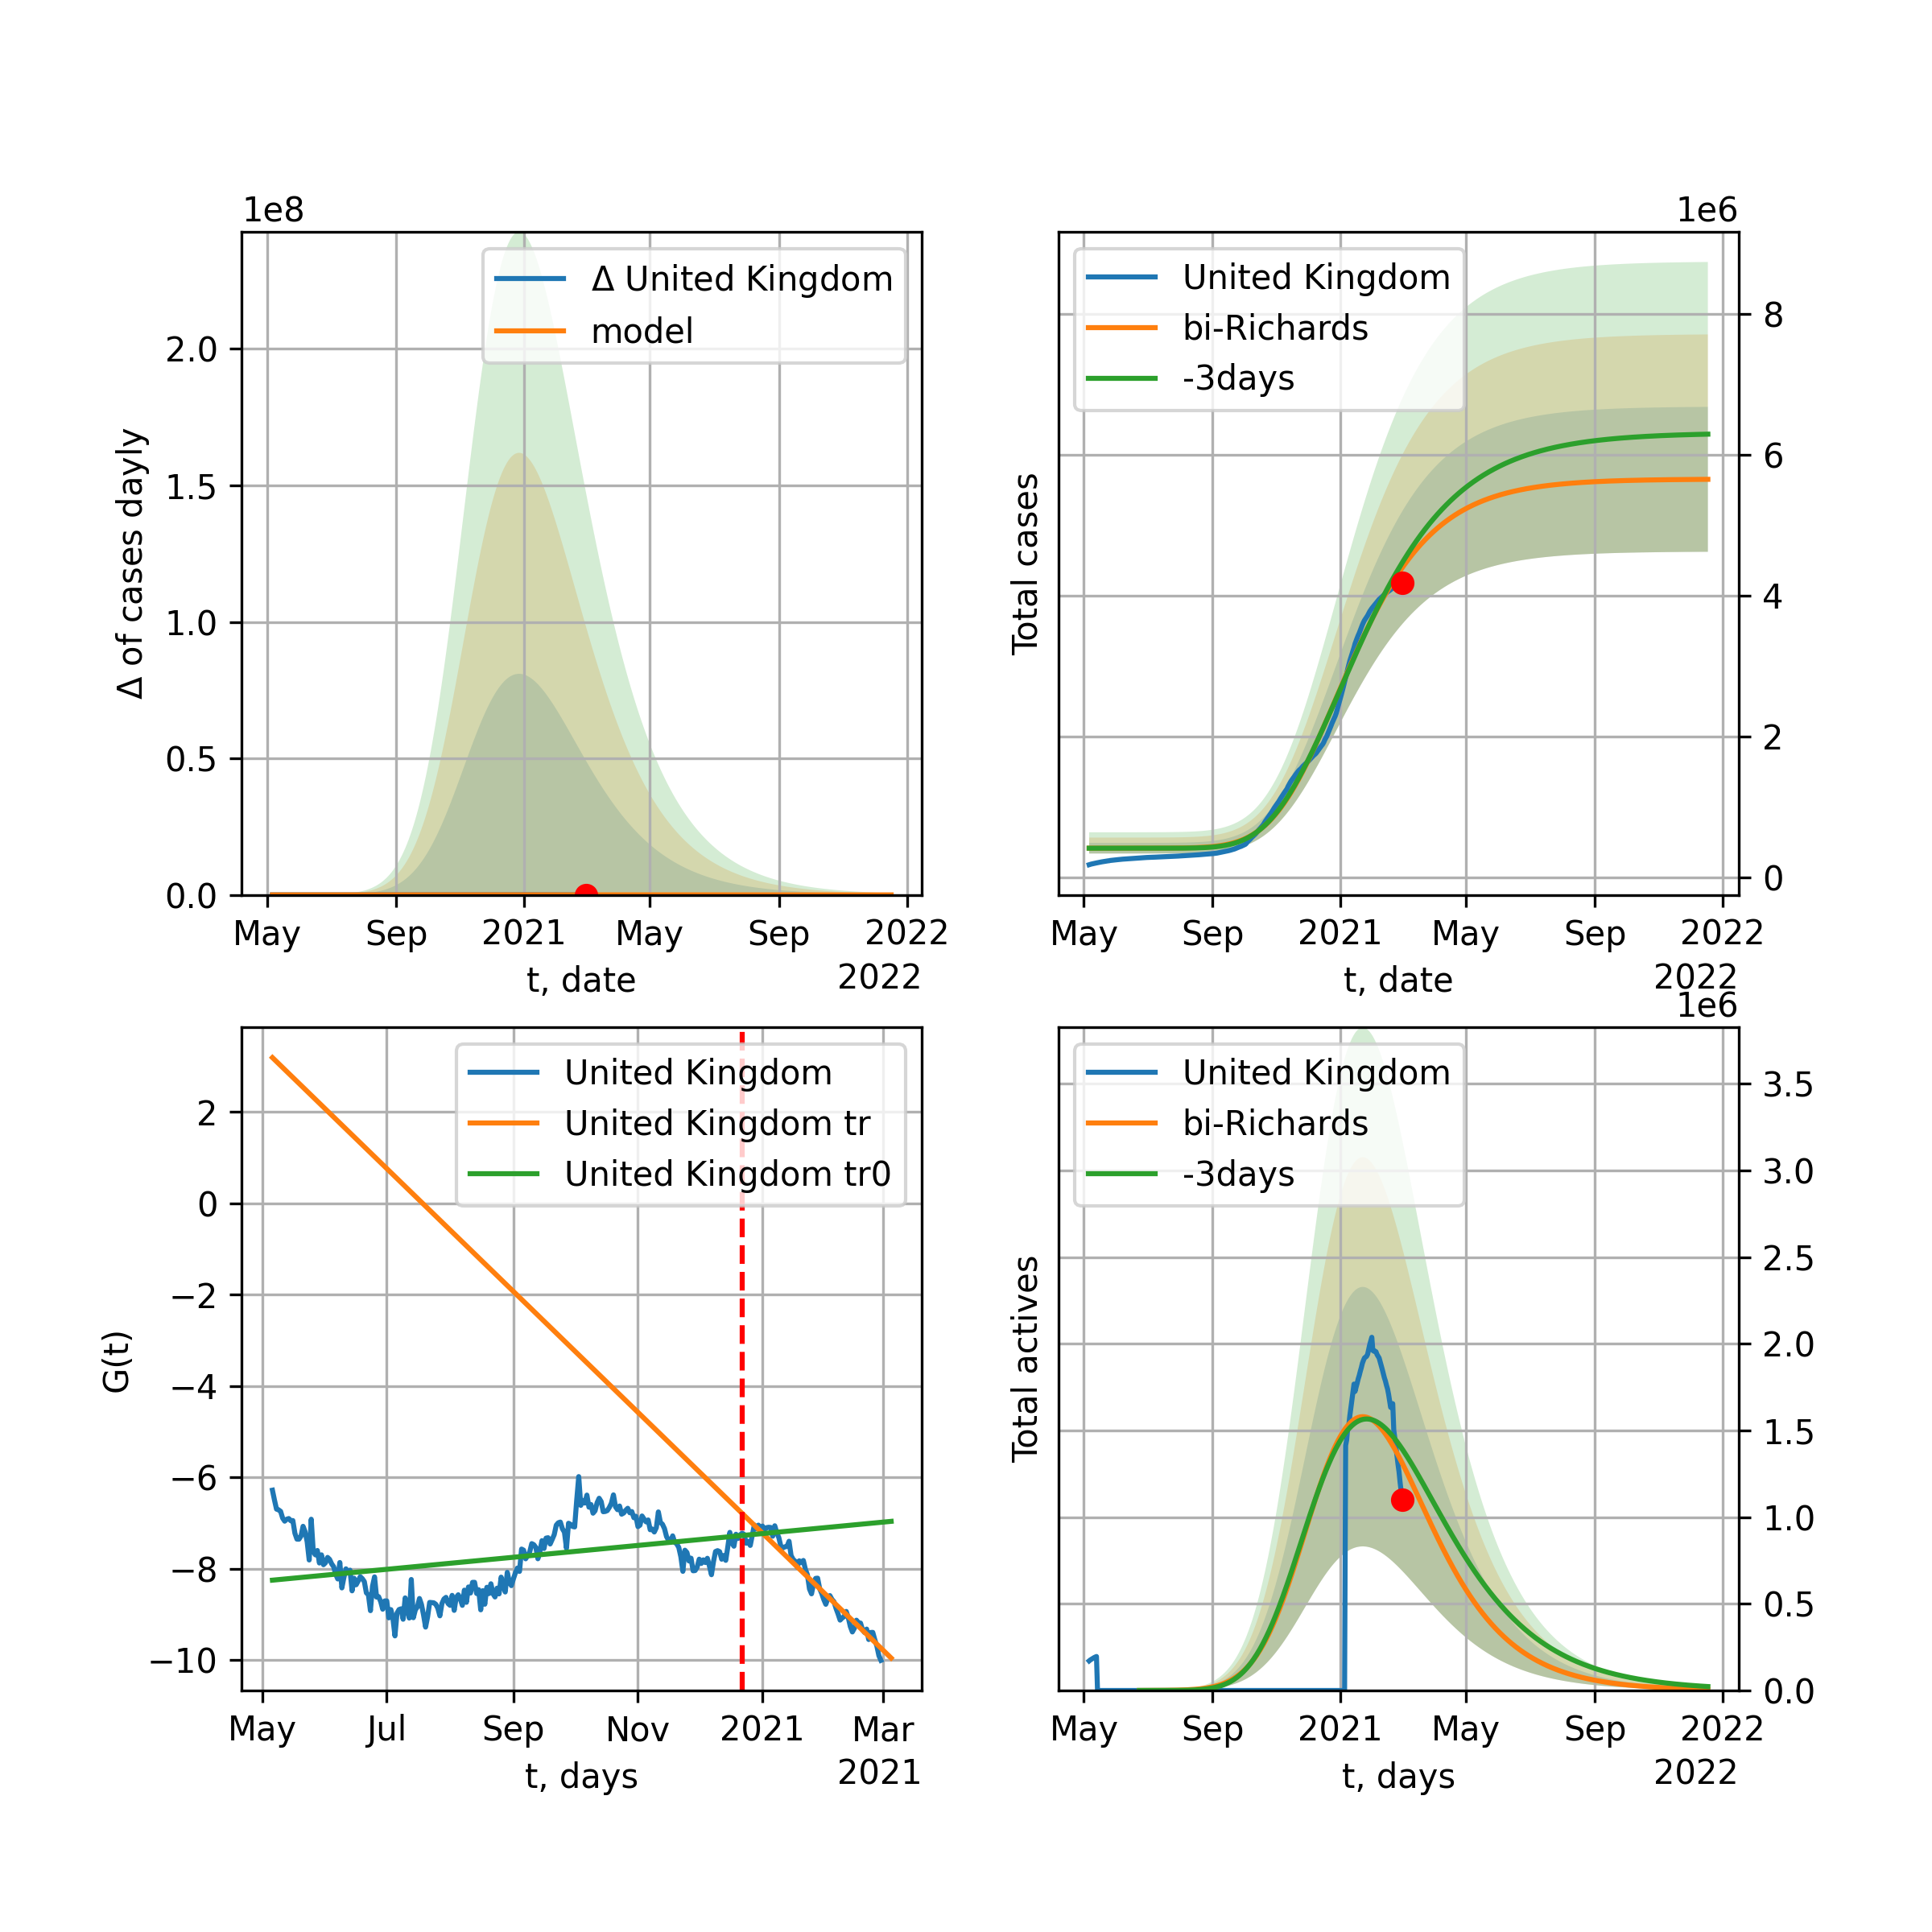 1e8
Δ United Kingdom
model
2.0
1.5
1.0
0.5
0.0
Δ of cases dayly
May Sep 2021 May Sep 2022
t, date
2022
1e6
United Kingdom
bi-Richards
-3days
8
6
4
2
0
Total cases
May Sep 2021 May Sep 2022
t, date
2022
United Kingdom
United Kingdom tr
United Kingdom tr0
2
0
−2
−4
−6
−8
−10
G(t)
May Jul Sep Nov 2021 Mar
t, days
2021
1e6
United Kingdom
bi-Richards
-3days
3.5
3.0
2.5
2.0
1.5
1.0
0.5
0.0
Total actives
May Sep 2021 May Sep 2022
t, days
2022